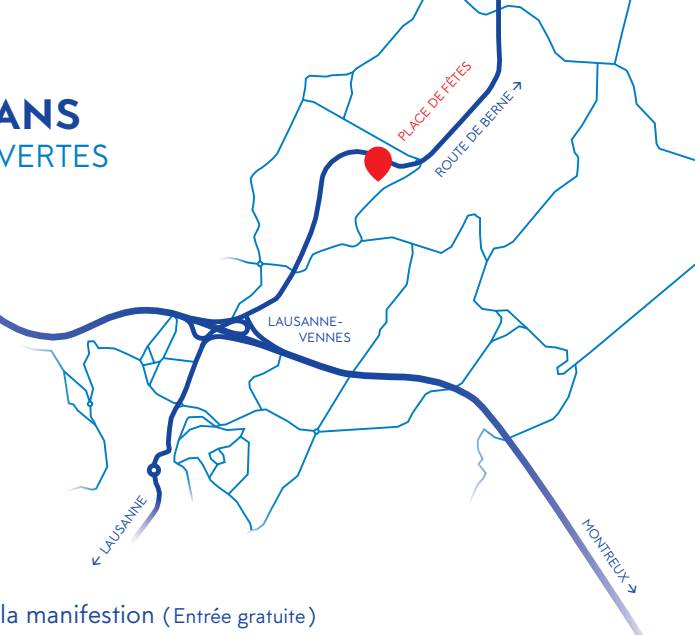 ANS
VERTES
PLACE DE FÊTES
ROUTE DE BERNE →
LAUSANNE-
VENNES
← LAUSANNE
MONTREUX →
la manifestion (Entrée gratuite)